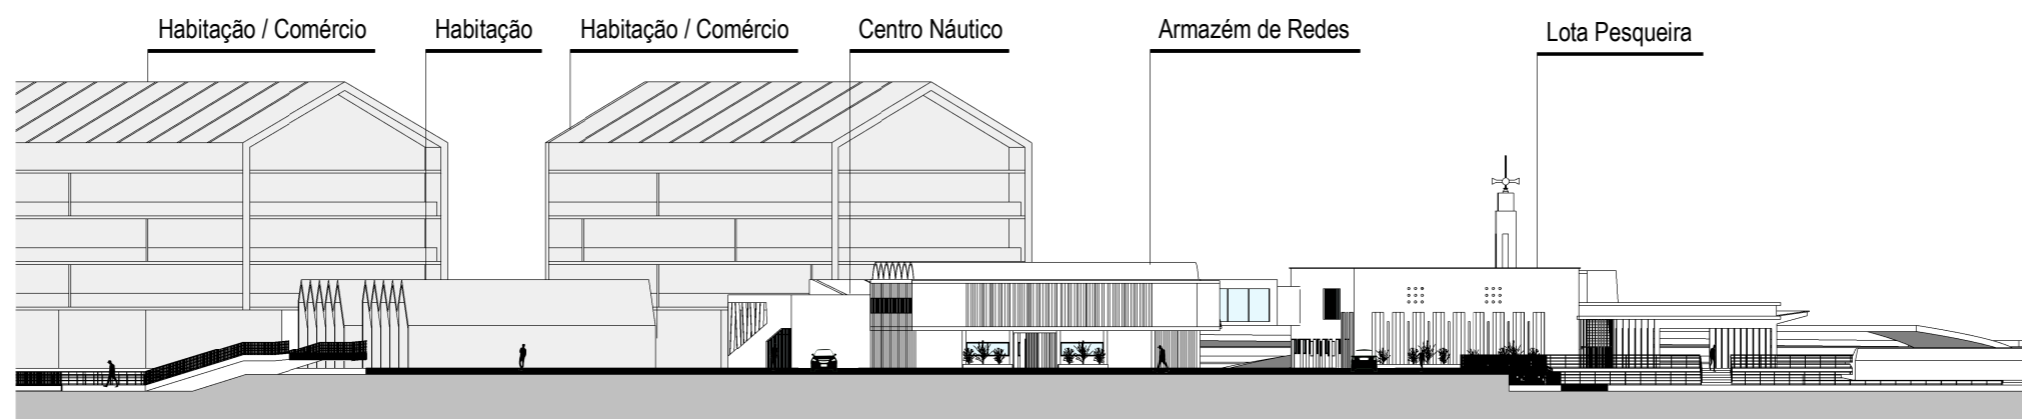 Habitação / Comércio
Habitação
Habitação / Comércio
Centro Náutico
Armazém de Redes
Lota Pesqueira